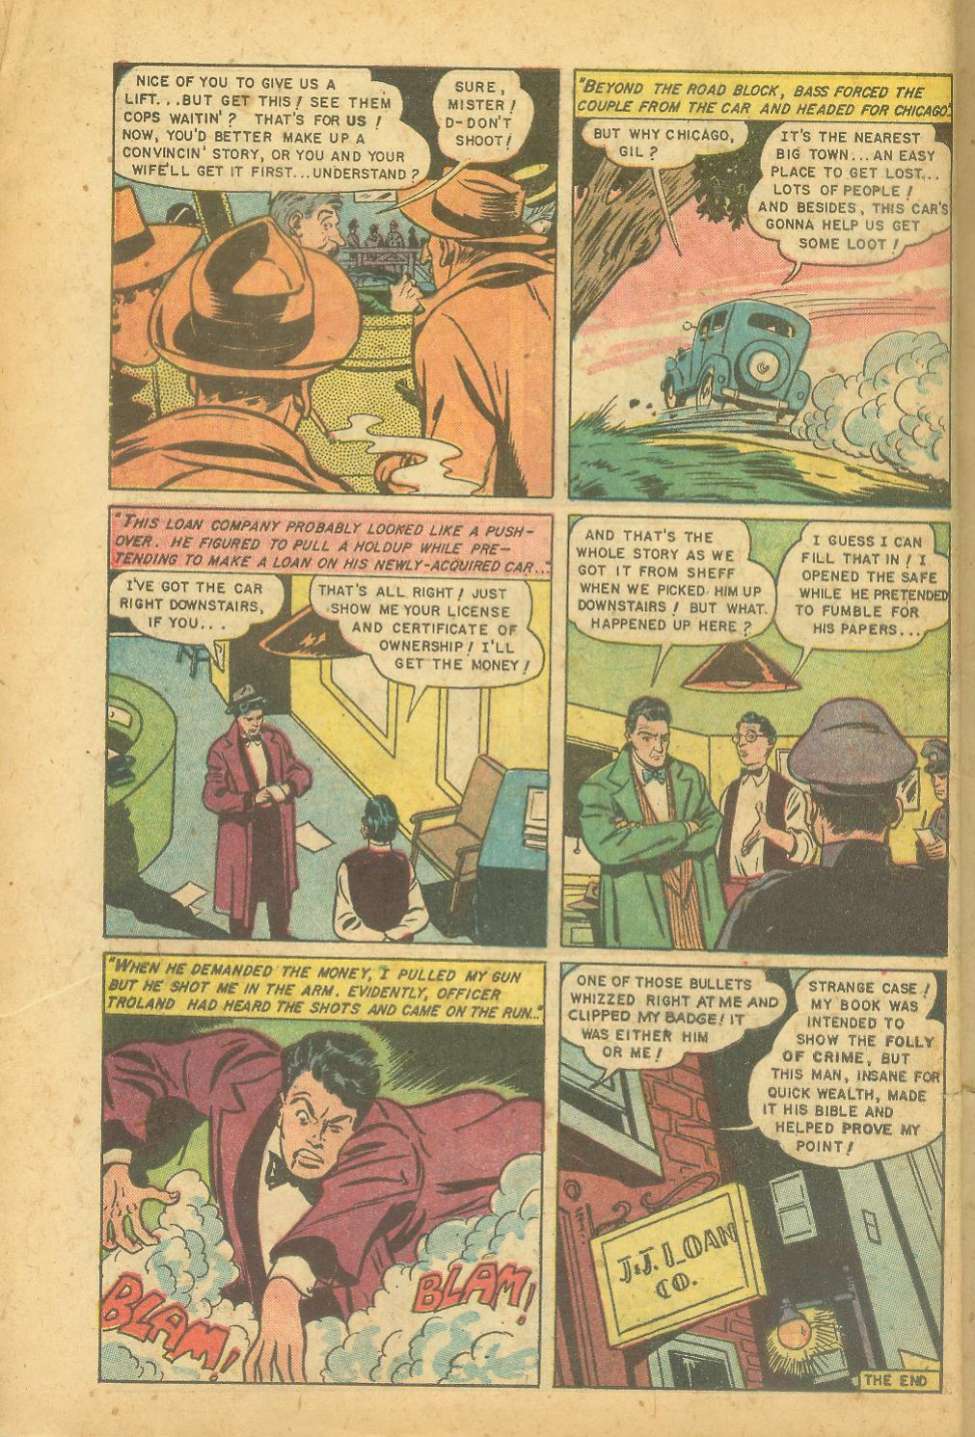 NICE OF YOU TO GIVE US A
LIFT...BUT GET THIS! SEE THEM
COPS WAITIN'? THAT'S FOR US!
NOW, YOU'D BETTER MAKE UP A
CONVINCIN' STORY, OR YOU AND YOUR
WIFE'LL GET IT FIRST...UNDERSTAND?
SURE,
MISTER!
D-DON'T
SHOOT!
"BEYOND THE ROAD BLOCK, BASS FORCED THE
COUPLE FROM THE CAR AND HEADED FOR CHICAGO."
BUT WHY CHICAGO,
GIL?
IT'S THE NEAREST
BIG TOWN...AN EASY
PLACE TO GET LOST...
LOTS OF PEOPLE!
AND BESIDES, THIS CAR'S
GONNA HELP US GET
SOME LOOT!
"THIS LOAN COMPANY PROBABLY LOOKED LIKE A PUSH-
OVER. HE FIGURED TO PULL A HOLDUP WHILE PRE-
TENDING TO MAKE A LOAN ON HIS NEWLY-ACQUIRED CAR..."
I'VE GOT THE CAR
RIGHT DOWNSTAIRS,
IF YOU...
THAT'S ALL RIGHT! JUST
SHOW ME YOUR LICENSE
AND CERTIFICATE OF
OWNERSHIP! I'LL
GET THE MONEY!
AND THAT'S THE
WHOLE STORY AS WE
GOT IT FROM SHEFF
WHEN WE PICKED HIM UP
DOWNSTAIRS! BUT WHAT
HAPPENED UP HERE?
I GUESS I CAN
FILL THAT IN! I
OPENED THE SAFE
WHILE HE PRETENDED
TO FUMBLE FOR
HIS PAPERS...
"WHEN HE DEMANDED THE MONEY, I PULLED MY GUN
BUT HE SHOT ME IN THE ARM. EVIDENTLY, OFFICER
TROLAND HAD HEARD THE SHOTS AND CAME ON THE RUN.."
BLAM!
BLAM!
ONE OF THOSE BULLETS
WHIZZED RIGHT AT ME AND
CLIPPED MY BADGE! IT
WAS EITHER HIM
OR ME!
STRANGE CASE!
MY BOOK WAS
INTENDED TO
SHOW THE FOLLY
OF CRIME, BUT
THIS MAN, INSANE FOR
QUICK WEALTH, MADE
IT HIS BIBLE AND
HELPED PROVE MY
POINT!
J.J. LOAN
CO.
THE END